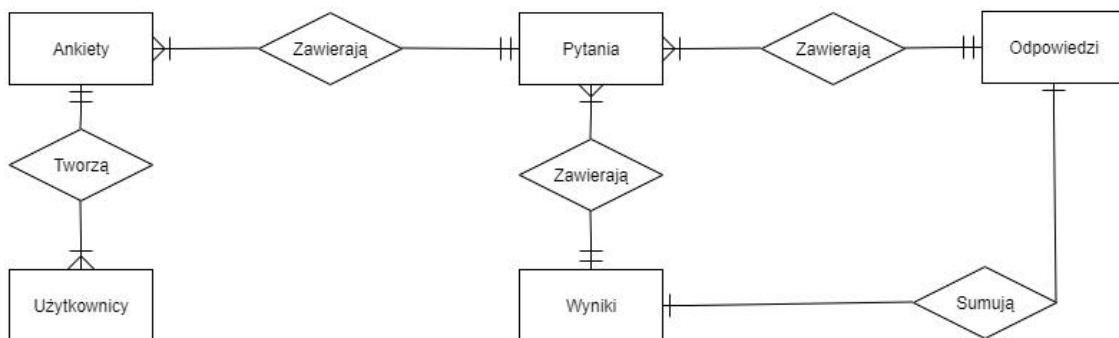 Ankiety
Zawierają
Pytania
Zawierają
Odpowiedzi
Tworzą
Zawierają
Użytkownicy
Wyniki
Sumują